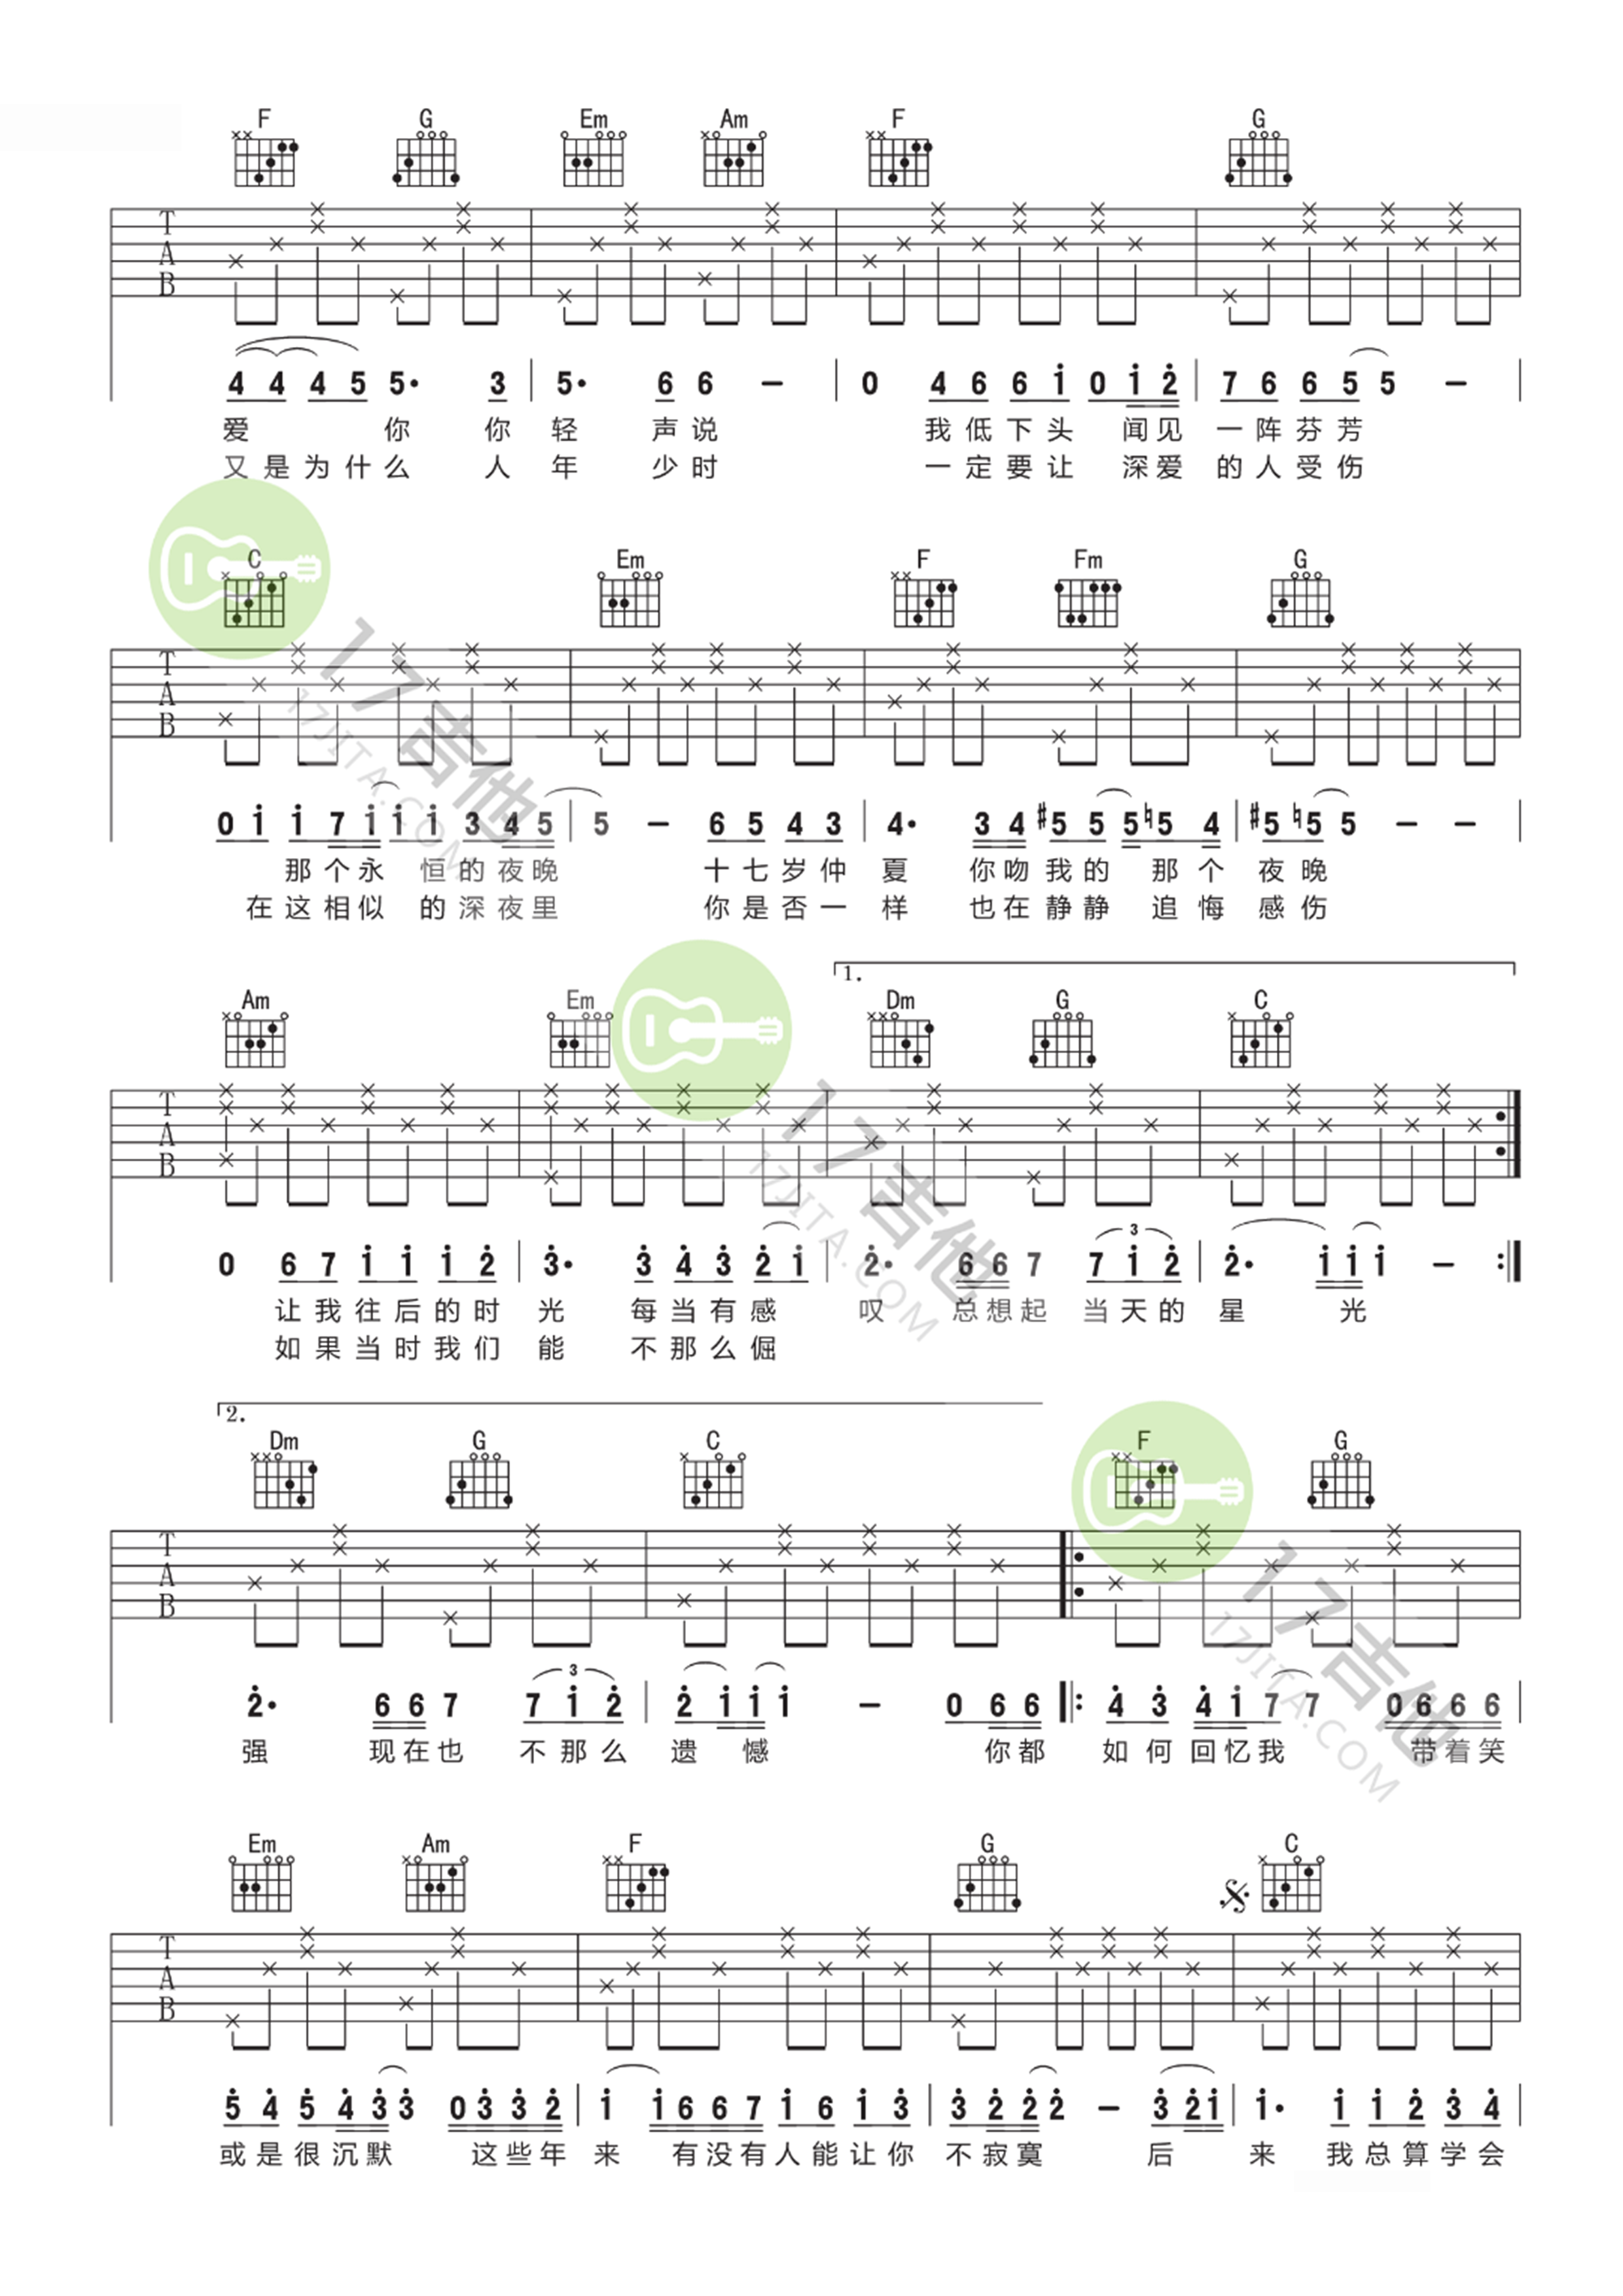 F G Em Am F G
T
A
B
4 4 4 5 5· 3 5· 6 6 – 0 4 6 6 i 0 i 2 7 6 6 5 5 –
爱 你 你 轻 声 说 我 低 下 头 闻 见 一 阵 芬 芳
又 是 为 什 么 人 年 少 时 一 定 要 让 深 爱 的 人 受 伤
C Em F Fm G
T
A
B
0 i i 7 i i i 3 4 5 5 – 6 5 4 3 4· 3 4 #5 5 5 ♮5 4 #5 ♮5 5 – –
那 个 永 恒 的 夜 晚 十 七 岁 仲 夏 你 吻 我 的 那 个 夜 晚
在 这 相 似 的 深 夜 里 你 是 否 一 样 也 在 静 静 追 悔 感 伤
1.
Am Em Dm G C
T
A
B
0 6 7 i i i 2 3· 3 4 3 2 i 2· 6 6 7 7 i 2 3 2· i i i – :
让 我 往 后 的 时 光 每 当 有 感 叹 总 想 起 当 天 的 星 光
如 果 当 时 我 们 能 不 那 么 倔
2.
Dm G C F G
T
A
B
2· 6 6 7 7 i 2 3 2 i i i – 0 6 6 : 4 3 4 i 7 7 0 6 6 6
强 现 在 也 不 那 么 遗 憾 你 都 如 何 回 忆 我 带 着 笑
Em Am F G C
T
A
B
5 4 5 4 3 3 0 3 3 2 i i 6 6 7 i 6 i 3 3 2 2 2 – 3 2 i i· i i 2 3 4
或 是 很 沉 默 这 些 年 来 有 没 有 人 能 让 你 不 寂 寞 后 来 我 总 算 学 会
17吉他
17JITA.COM
17吉他
17JITA.COM
17吉他
17JITA.COM